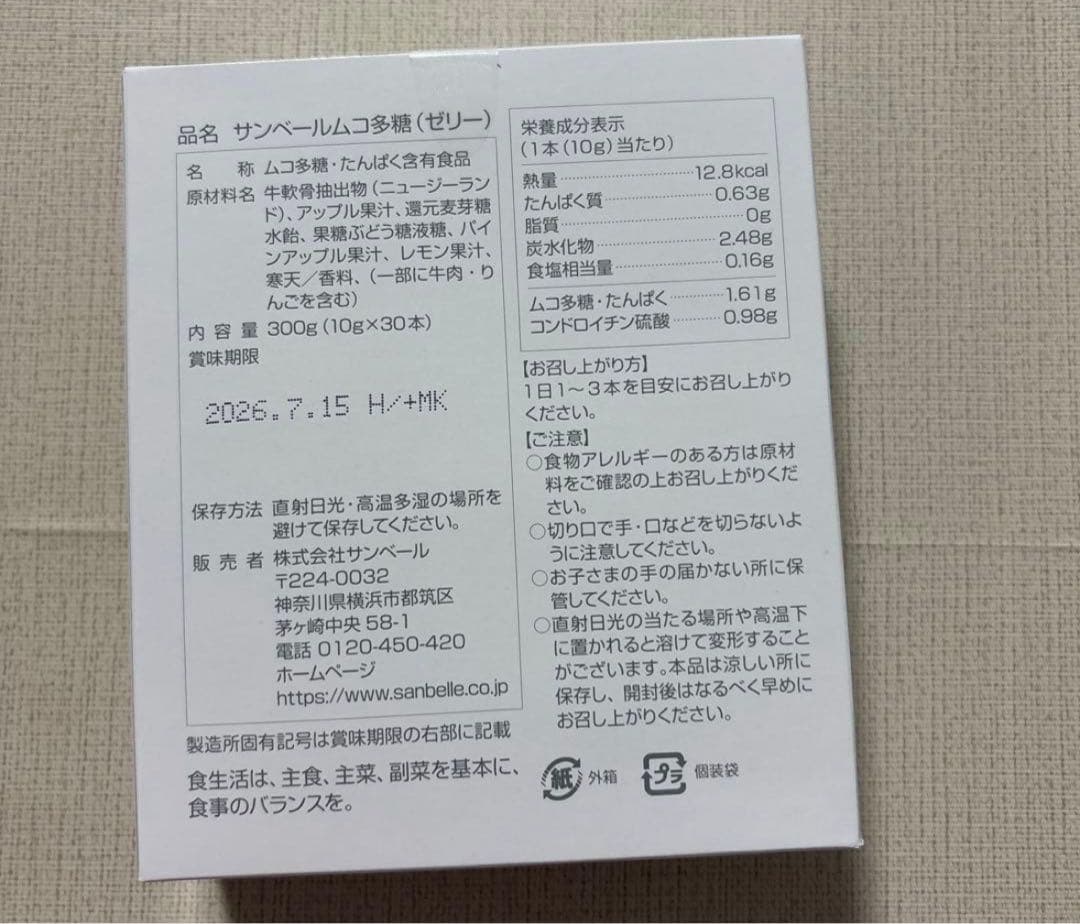 品名 サンベールムコ多糖（ゼリー）
名称 ムコ多糖・たんぱく含有食品
原材料名 牛軟骨抽出物（ニュージーラン
ド）、アップル果汁、還元麦芽糖
水飴、果糖ぶどう糖液糖、パイ
ンアップル果汁、レモン果汁、
寒天／香料、（一部に牛肉・り
んごを含む）
内容量 300g（10g×30本）
賞味期限
2026.7.15 H/+MK
保存方法 直射日光・高温多湿の場所を
避けて保存してください。
販売者 株式会社サンベール
〒224-0032
神奈川県横浜市都筑区
茅ヶ崎中央 58-1
電話 0120-450-420
ホームページ
https://www.sanbelle.co.jp
製造所固有記号は賞味期限の右部に記載
食生活は、主食、主菜、副菜を基本に、
食事のバランスを。
栄養成分表示
（1本（10g）当たり）
熱量 12.8kcal
たんぱく質 0.63g
脂質 0g
炭水化物 2.48g
食塩相当量 0.16g
ムコ多糖・たんぱく 1.61g
コンドロイチン硫酸 0.98g
【お召し上がり方】
1日1～3本を目安にお召し上がり
ください。
【ご注意】
○食物アレルギーのある方は原材
料をご確認の上お召し上がりくだ
さい。
○切り口で手・口などを切らないよ
うに注意してください。
○お子さまの手の届かない所に保
管してください。
○直射日光の当たる場所や高温下
に置かれると溶けて変形すること
がございます。本品は涼しい所に
保存し、開封後はなるべく早めに
お召し上がりください。
紙 外箱 プラ 個装袋